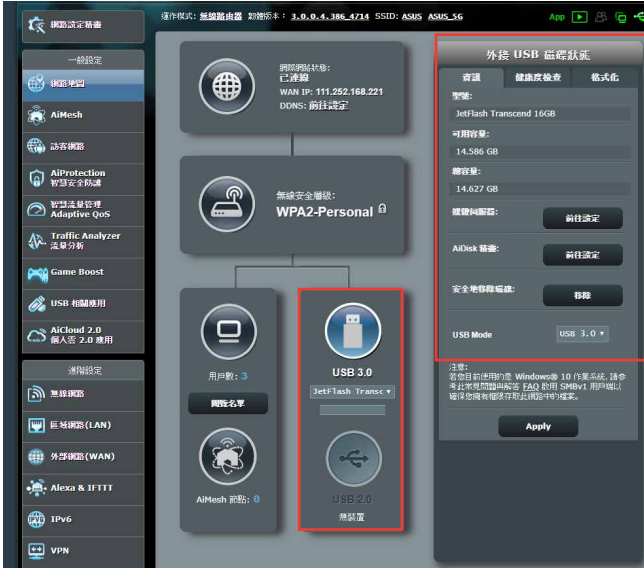 運作模式: 無線路由器 韌體版本: 3.0.0.4.386_4714 SSID: ASUS ASUS_5G
App
網路設定精靈
一般設定
網路地圖
AiMesh
訪客網路
AiProtection
智慧安全防護
智慧流量管理
Adaptive QoS
Traffic Analyzer
流量分析
Game Boost
USB 相關應用
AiCloud 2.0
個人雲 2.0 應用
進階設定
無線網路
區域網路(LAN)
外部網路(WAN)
Alexa & IFTTT
IPv6
VPN
網際網路狀態:
已連線
WAN IP: 111.252.168.221
DDNS: 前往設定
無線安全層級:
WPA2-Personal
用戶數: 3
閱覽名單
AiMesh 節點: 0
USB 3.0
JetFlash Transc
USB 2.0
無裝置
外接 USB 磁碟狀態
資訊 健康度檢查 格式化
型號:
JetFlash Transcend 16GB
可用容量:
14.586 GB
總容量:
14.627 GB
媒體伺服器: 前往設定
AiDisk 精靈: 前往設定
安全地移除磁碟: 移除
USB Mode USB 3.0
注意:
若您目前使用的是 Windows® 10 作業系統, 請參
考此常見問題與解答 FAQ 啟用 SMBv1 用戶端以
確保您擁有權限存取此網路中的檔案。
Apply